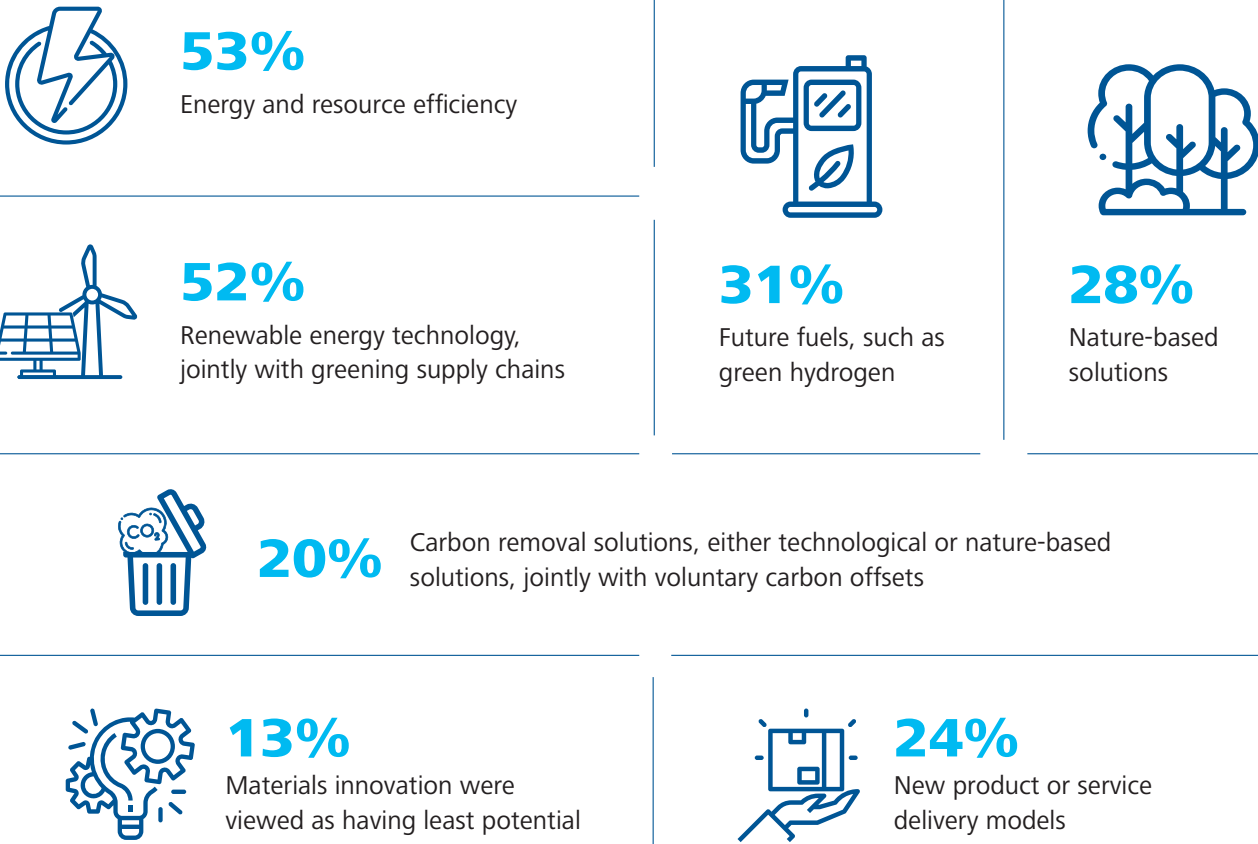 53%
Energy and resource efficiency
52%
Renewable energy technology,
jointly with greening supply chains
31%
Future fuels, such as
green hydrogen
28%
Nature-based
solutions
CO₂
20%
Carbon removal solutions, either technological or nature-based
solutions, jointly with voluntary carbon offsets
13%
Materials innovation were
viewed as having least potential
24%
New product or service
delivery models